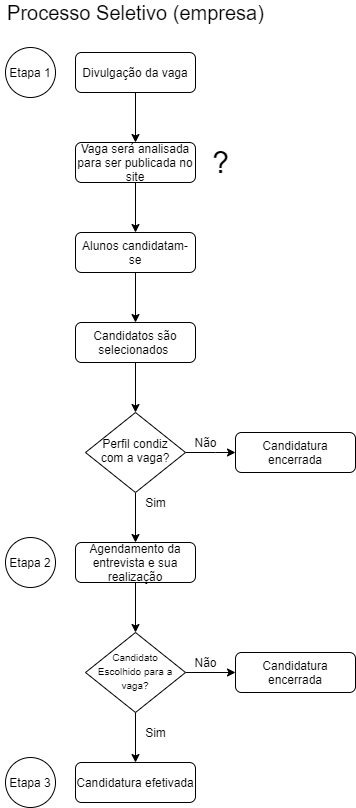 Processo Seletivo (empresa)
Etapa 1
Divulgação da vaga
Vaga será analisada
para ser publicada no
site
?
Alunos candidatam-
se
Candidatos são
selecionados
Perfil condiz
com a vaga?
Não
Candidatura
encerrada
Sim
Etapa 2
Agendamento da
entrevista e sua
realização
Candidato
Escolhido para a
vaga?
Não
Candidatura
encerrada
Sim
Etapa 3
Candidatura efetivada